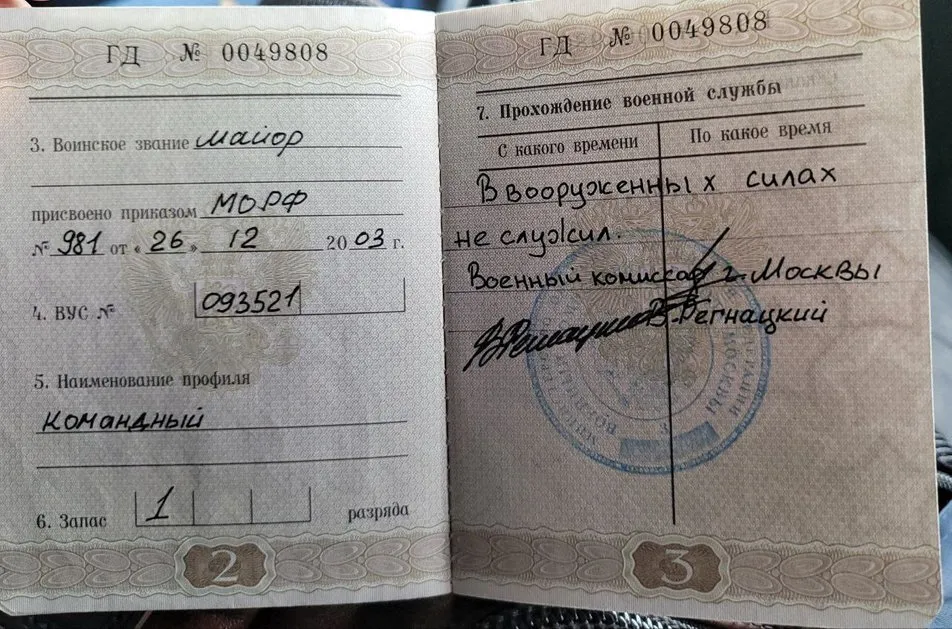 ГД № 0049808
3. Воинское звание майор
присвоено приказом МОРФ
№ 981 от « 26 » 12 2003 г.
4. ВУС № 093521
5. Наименование профиля
командный
6. Запас 1 разряда
2
ГД № 0049808
7. Прохождение военной службы
С какого времени По какое время
В вооруженных силах
не служил.
Военный комиссар г. Москвы
В. Регнацкий
3